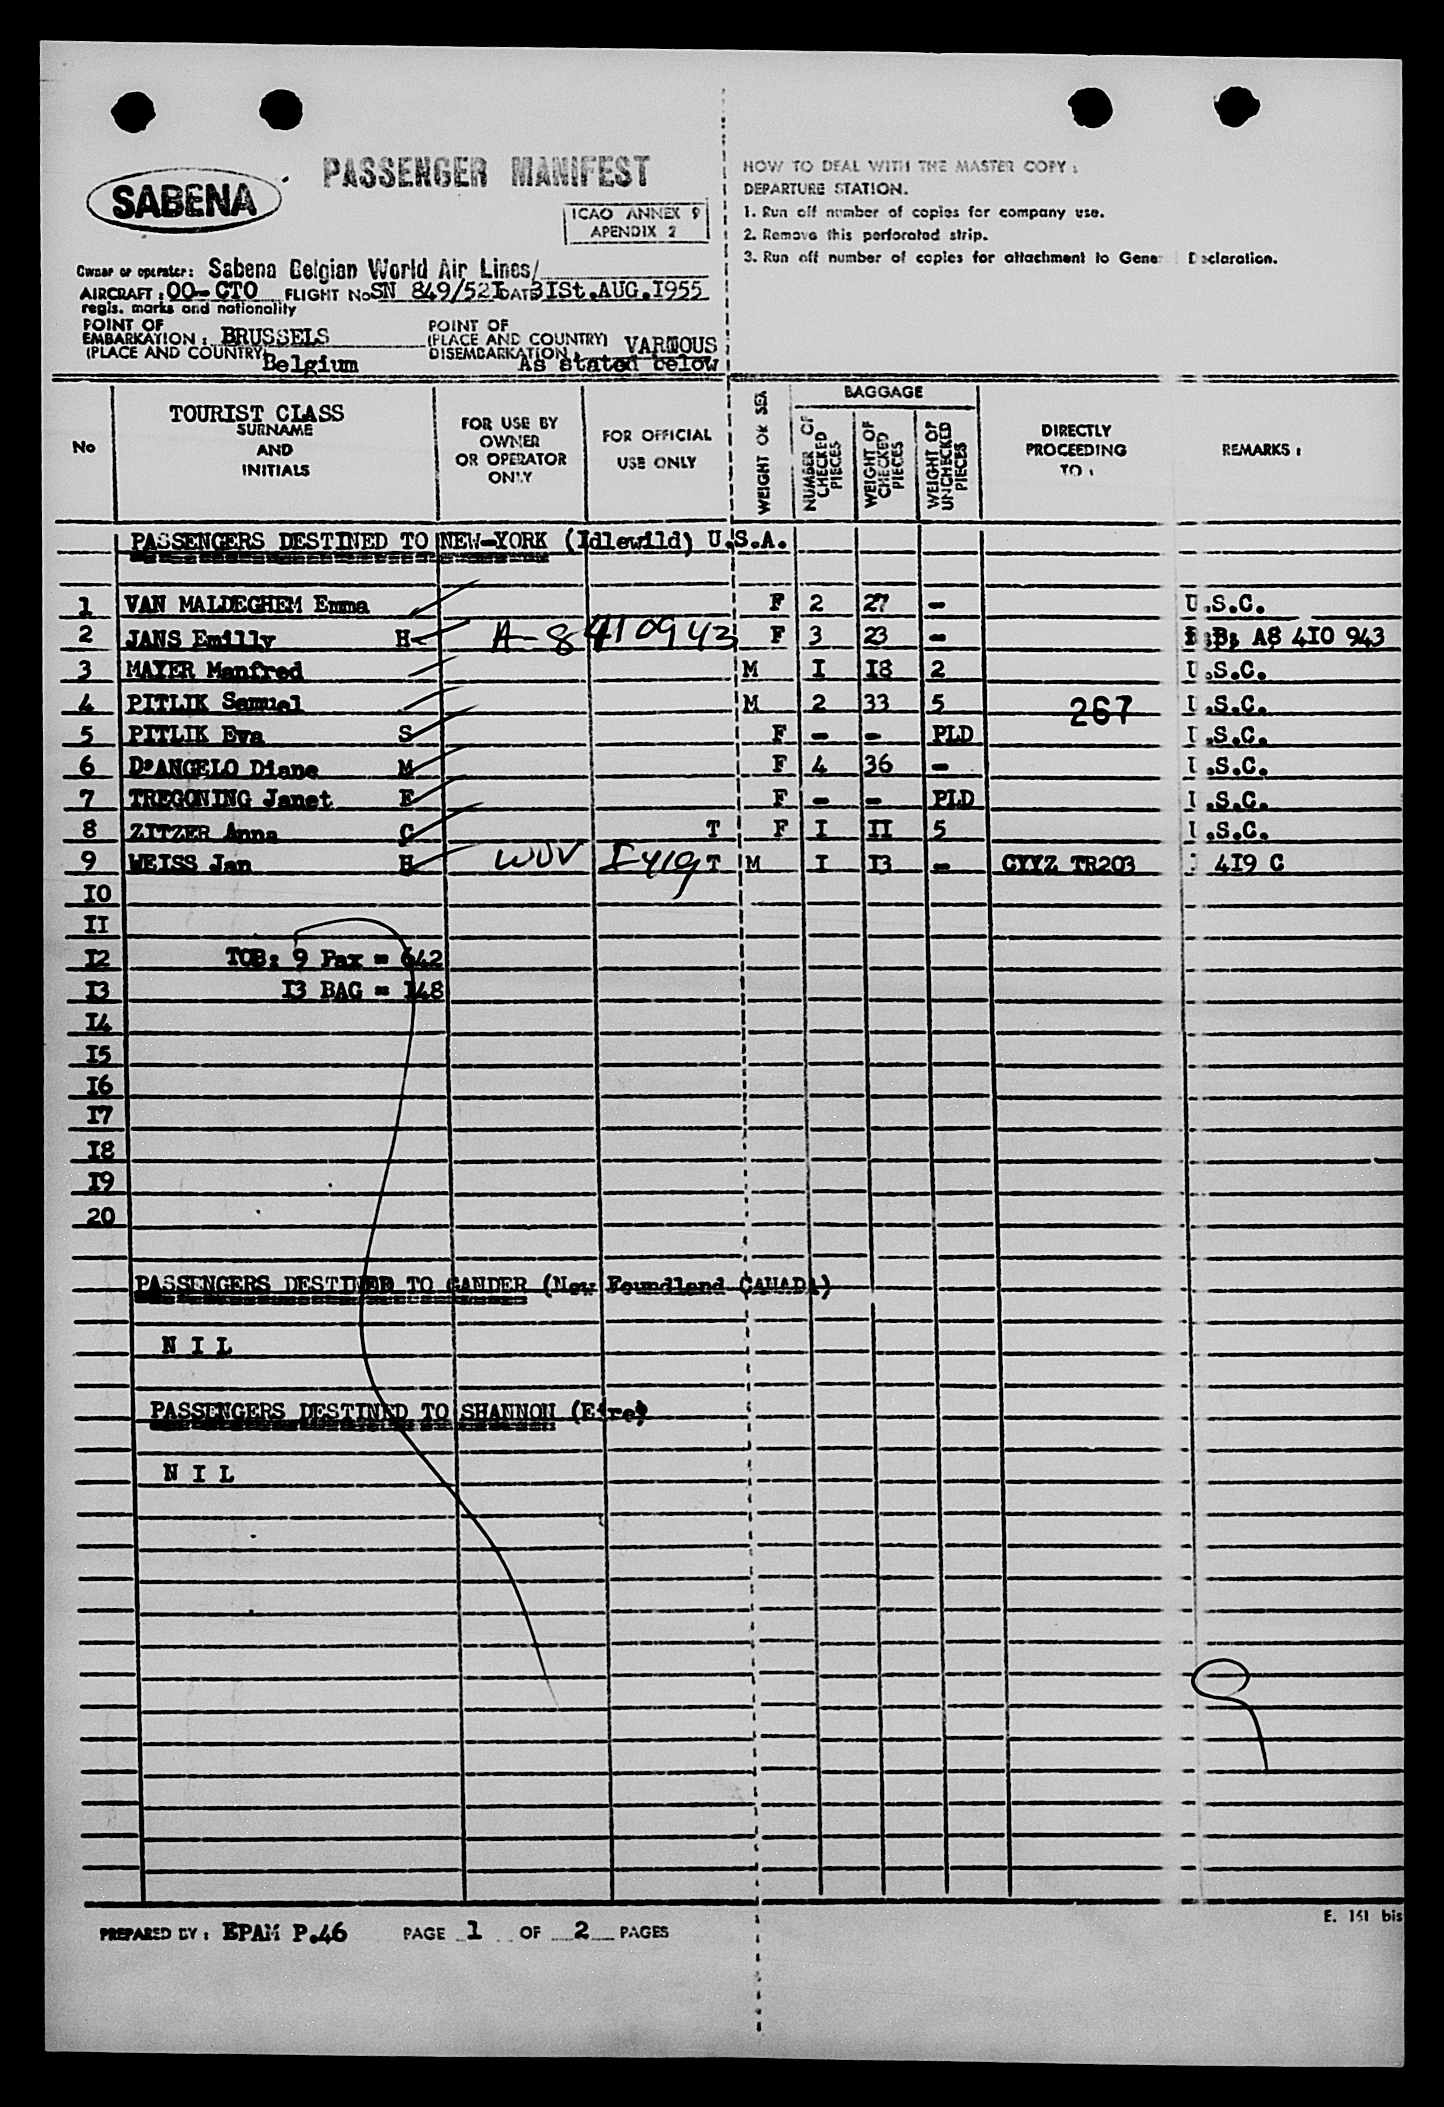 PASSENGER MANIFEST
SABENA
ICAO ANNEX 9
APENDIX 2
HOW TO DEAL WITH THE MASTER COPY :
DEPARTURE STATION.
1. Run off number of copies for company use.
2. Remove this perforated strip.
3. Run off number of copies for attachment to Gene Declaration.
Owner or operator: Sabena Belgian World Air Lines/
AIRCRAFT : OO-CTO FLIGHT No SN 849/52I DATE 3ISt.AUG.I955
regis. marks and nationality
POINT OF EMBARKATION : BRUSSELS
(PLACE AND COUNTRY) Belgium
POINT OF
(PLACE AND COUNTRY) VARIOUS
DISEMBARKATION : As stated below
No
TOURIST CLASS
SURNAME
AND
INITIALS
FOR USE BY
OWNER
OR OPERATOR
ONLY
FOR OFFICIAL
USE ONLY
WEIGHT OR SEX
BAGGAGE
NUMBER OF CHECKED PIECES
WEIGHT OF CHECKED PIECES
WEIGHT OF UNCHECKED PIECES
DIRECTLY
PROCEEDING
TO :
REMARKS :
PASSENGERS DESTINED TO NEW-YORK (Idlewild) U.S.A.
1 VAN MALDEGHEM Emma F 2 27 - U.S.C.
2 JANS Emilly H A-8 410943 F 3 23 - B.B: A8 4I0 943
3 MAYER Manfred M I I8 2 U.S.C.
4 PITLIK Samuel M 2 33 5 267 U.S.C.
5 PITLIK Eva S F - - PLD U.S.C.
6 D'ANGELO Diane M F 4 36 - U.S.C.
7 TREGONING Janet E F - - PLD U.S.C.
8 ZITZER Anna C T F I II 5 U.S.C.
9 WEISS Jan H WUV I-419 T M I I3 - CYYZ TR203 I 4I9 C
I0
II
I2 TOB: 9 Pax = 642
I3 I3 BAG = I48
I4
I5
I6
I7
I8
I9
20
PASSENGERS DESTINED TO GANDER (New Foundland CANADA)
N I L
PASSENGERS DESTINED TO SHANNON (Eire)
N I L
E. 151 bis
PREPARED BY : EPAM P.46 PAGE 1 OF 2 PAGES